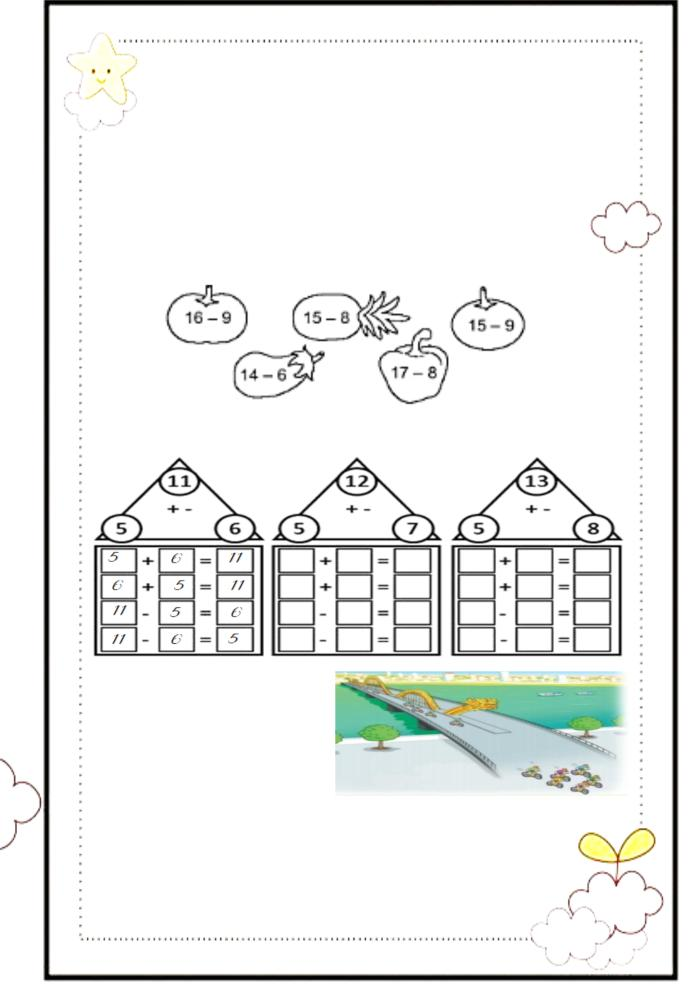 16 – 9 15 – 8 15 – 9
14 – 6 17 – 8
11 12 13
+ - + - + -
5 6 5 7 5 8
5 + 6 = 11 + = + =
6 + 5 = 11 + = + =
11 - 5 = 6 - = - =
11 - 6 = 5 - = - =